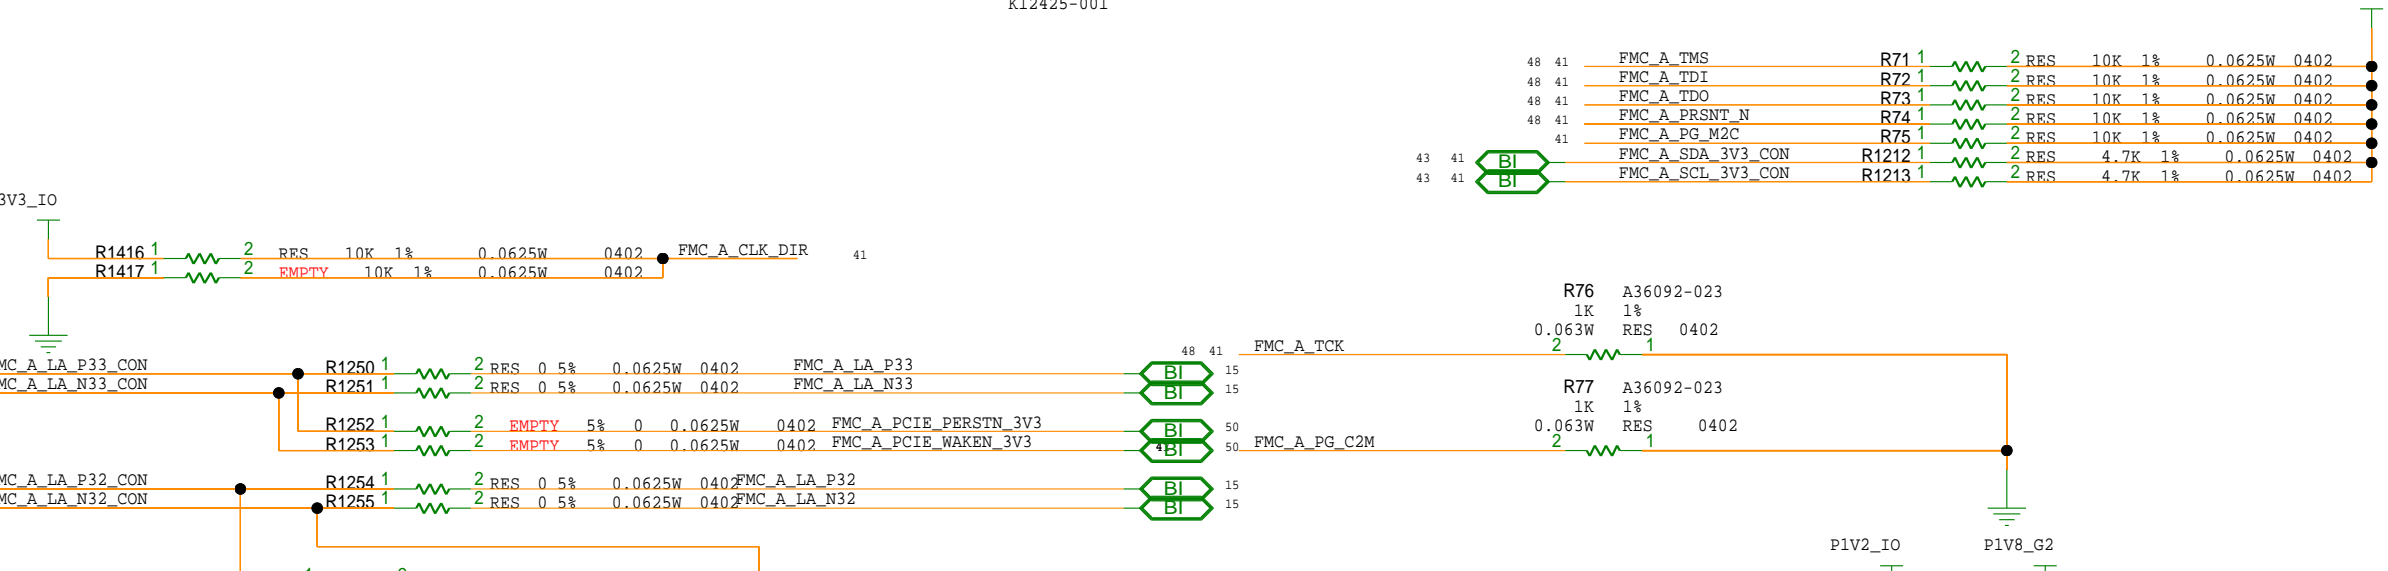 K12425-001
48 41 FMC_A_TMS R71 1 2 RES 10K 1% 0.0625W 0402
48 41 FMC_A_TDI R72 1 2 RES 10K 1% 0.0625W 0402
48 41 FMC_A_TDO R73 1 2 RES 10K 1% 0.0625W 0402
48 41 FMC_A_PRSNT_N R74 1 2 RES 10K 1% 0.0625W 0402
41 FMC_A_PG_M2C R75 1 2 RES 10K 1% 0.0625W 0402
43 41 BI FMC_A_SDA_3V3_CON R1212 1 2 RES 4.7K 1% 0.0625W 0402
43 41 BI FMC_A_SCL_3V3_CON R1213 1 2 RES 4.7K 1% 0.0625W 0402
3V3_IO
R1416 1 2 RES 10K 1% 0.0625W 0402 FMC_A_CLK_DIR 41
R1417 1 2 EMPTY 10K 1% 0.0625W 0402
R76 A36092-023
1K 1%
0.063W RES 0402
48 41 FMC_A_TCK 2 1
MC_A_LA_P33_CON R1250 1 2 RES 0 5% 0.0625W 0402 FMC_A_LA_P33 BI 15
MC_A_LA_N33_CON R1251 1 2 RES 0 5% 0.0625W 0402 FMC_A_LA_N33 BI 15
R77 A36092-023
1K 1%
0.063W RES 0402
R1252 1 2 EMPTY 5% 0 0.0625W 0402 FMC_A_PCIE_PERSTN_3V3 BI 50
R1253 1 2 EMPTY 5% 0 0.0625W 0402 FMC_A_PCIE_WAKEN_3V3 BI 50
41 FMC_A_PG_C2M 2 1
MC_A_LA_P32_CON R1254 1 2 RES 0 5% 0.0625W 0402 FMC_A_LA_P32 BI 15
MC_A_LA_N32_CON R1255 1 2 RES 0 5% 0.0625W 0402 FMC_A_LA_N32 BI 15
P1V2_IO P1V8_G2